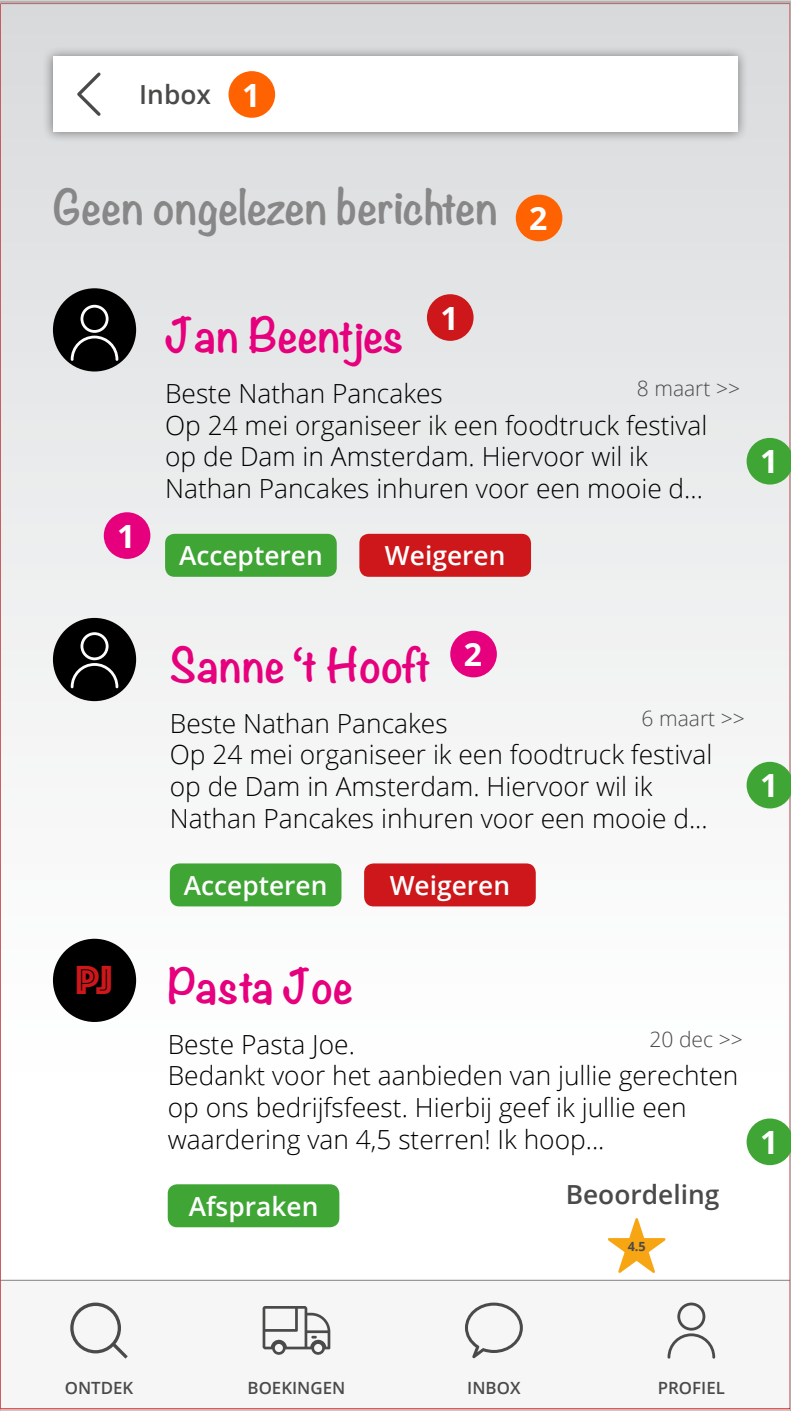 Inbox 1
Geen ongelezen berichten 2
Jan Beentjes 1
Beste Nathan Pancakes 8 maart >>
Op 24 mei organiseer ik een foodtruck festival
op de Dam in Amsterdam. Hiervoor wil ik 1
Nathan Pancakes inhuren voor een mooie d...
1 Accepteren Weigeren
Sanne ‘t Hooft 2
Beste Nathan Pancakes 6 maart >>
Op 24 mei organiseer ik een foodtruck festival
op de Dam in Amsterdam. Hiervoor wil ik 1
Nathan Pancakes inhuren voor een mooie d...
Accepteren Weigeren
PJ Pasta Joe
Beste Pasta Joe. 20 dec >>
Bedankt voor het aanbieden van jullie gerechten
op ons bedrijfsfeest. Hierbij geef ik jullie een
waardering van 4,5 sterren! Ik hoop... 1
Afspraken Beoordeling
4.5
ONTDEK BOEKINGEN INBOX PROFIEL